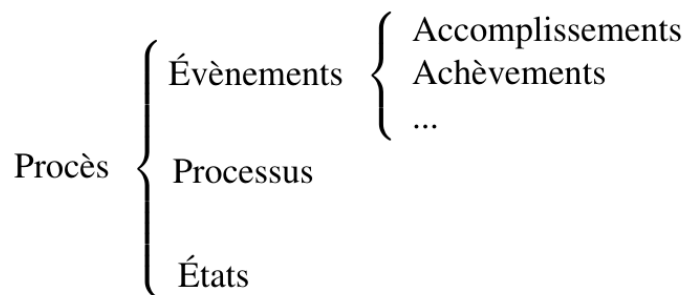 Accomplissements
Évènements
Achèvements
...
Procès
Processus
États